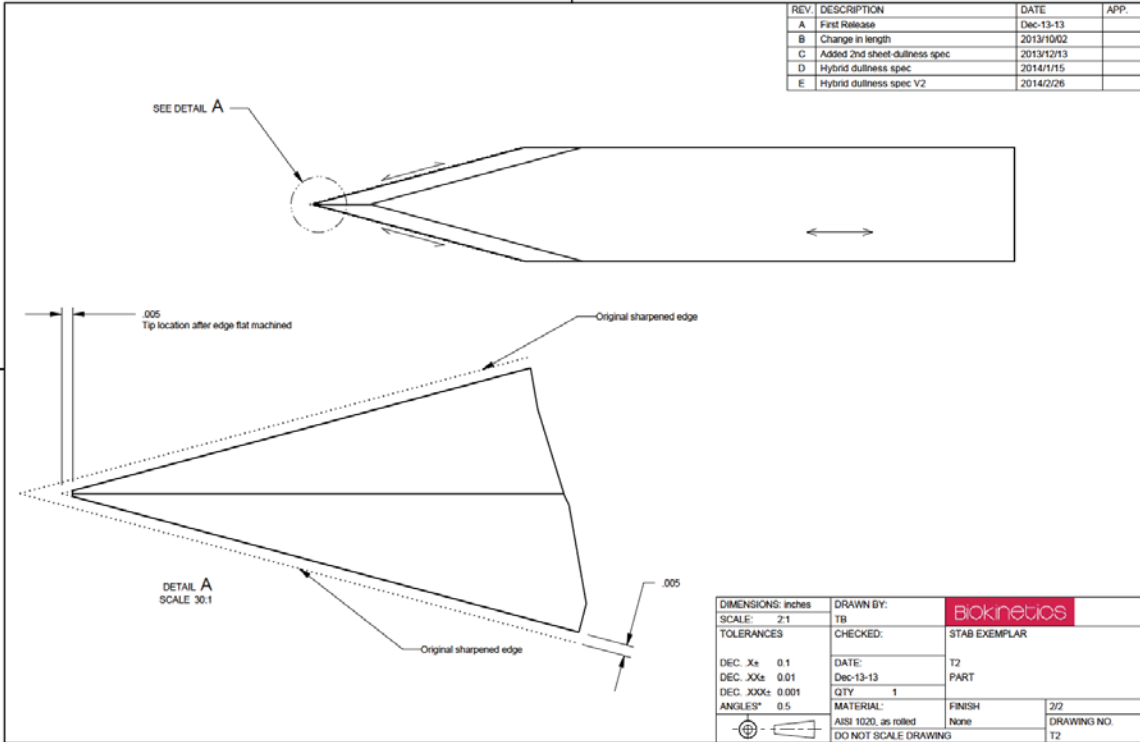 REV. DESCRIPTION DATE APP.
A First Release Dec-13-13
B Change in length 2013/10/02
C Added 2nd sheet-dullness spec 2013/12/13
D Hybrid dullness spec 2014/1/15
E Hybrid dullness spec V2 2014/2/26
SEE DETAIL A
.005
Tip location after edge flat machined
Original sharpened edge
DETAIL A
SCALE 30:1
.005
Original sharpened edge
DIMENSIONS: inches DRAWN BY: Biokinetics
SCALE: 2:1 TB
TOLERANCES CHECKED: STAB EXEMPLAR
DEC. .X± 0.1 DATE: T2
DEC. .XX± 0.01 Dec-13-13 PART
DEC. .XXX± 0.001 QTY 1
ANGLES° 0.5 MATERIAL: FINISH 2/2
AISI 1020, as rolled None DRAWING NO.
DO NOT SCALE DRAWING T2